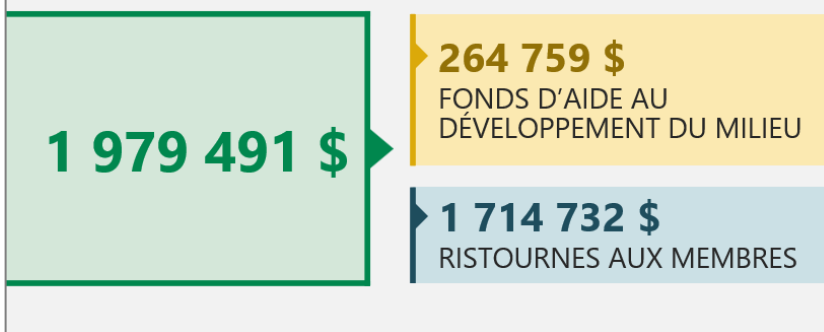 1 979 491 $
264 759 $
FONDS D'AIDE AU
DÉVELOPPEMENT DU MILIEU
1 714 732 $
RISTOURNES AUX MEMBRES